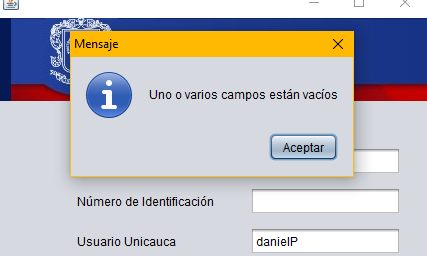 Mensaje
Uno o varios campos están vacíos
Aceptar
Número de Identificación
Usuario Unicauca
danielP